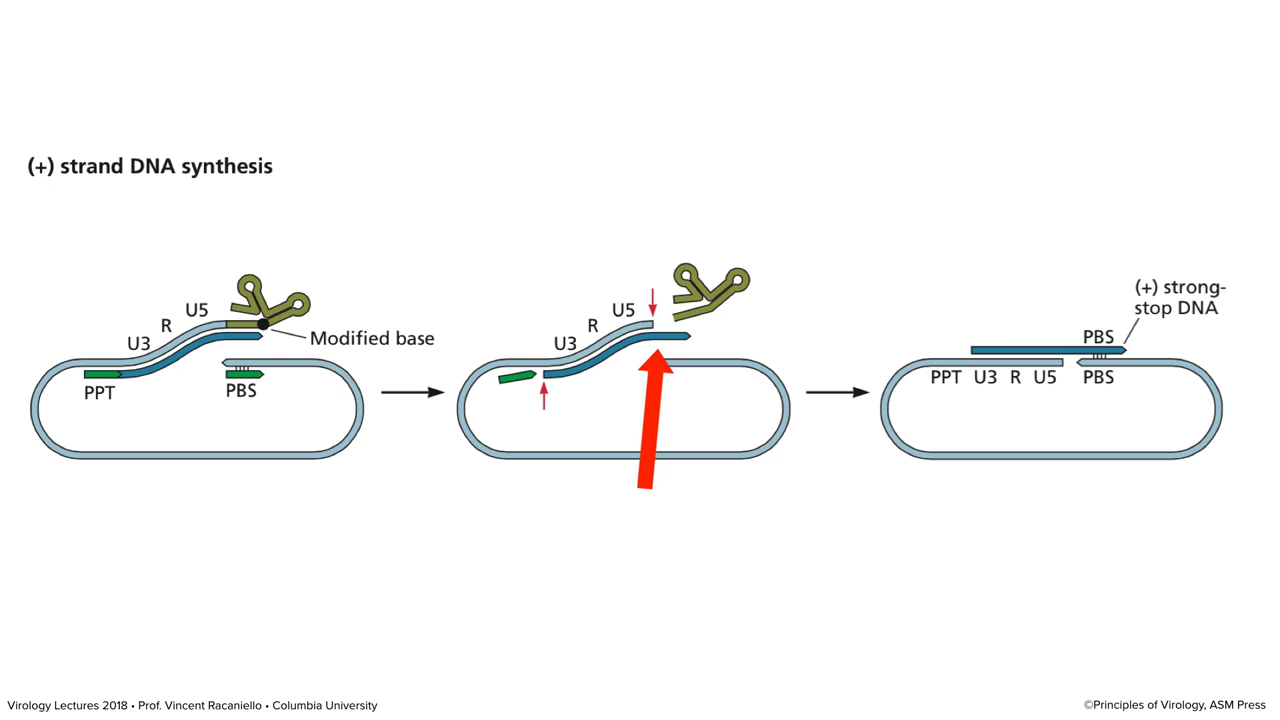 (+) strand DNA synthesis
U5
R
U3
Modified base
PPT
PBS
U5
R
U3
(+) strong-
stop DNA
PBS
PPT U3 R U5 PBS
Virology Lectures 2018 • Prof. Vincent Racaniello • Columbia University
©Principles of Virology, ASM Press